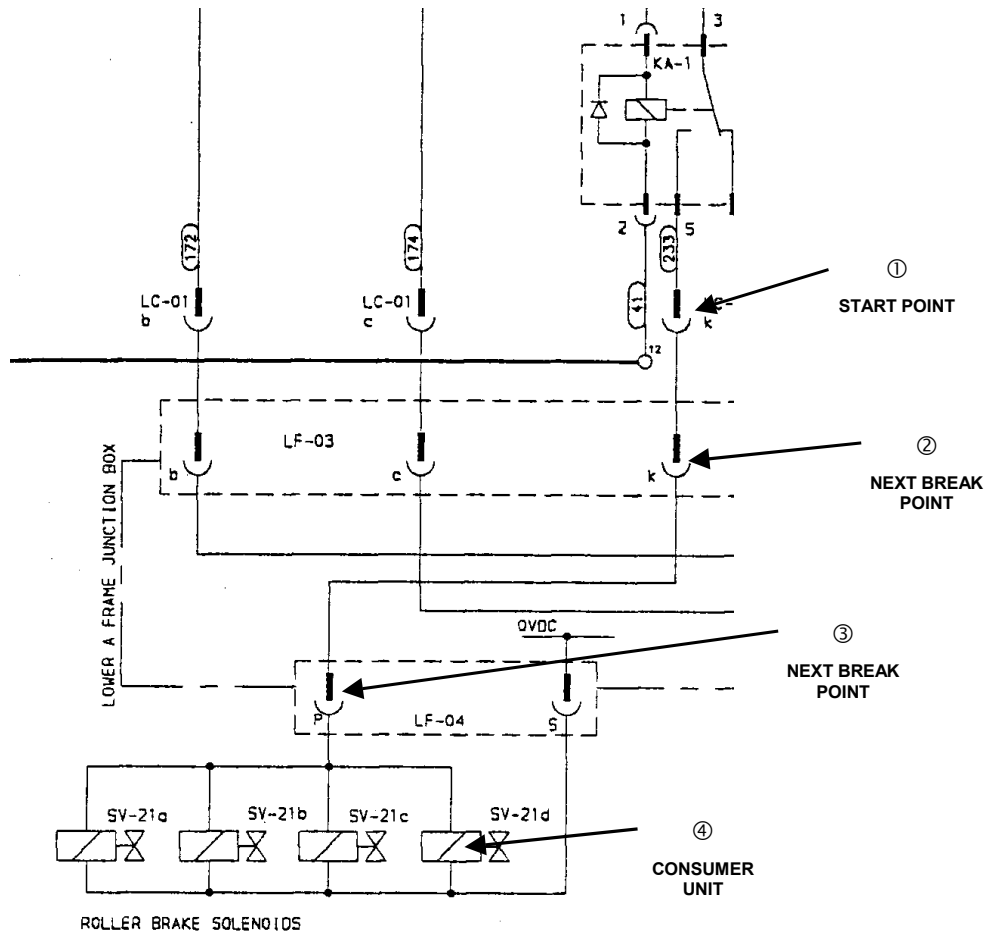 1
3
KA-1
2
5
172
174
233
41
LC-01
b
LC-01
c
k
①
START POINT
12
LF-03
b
c
k
②
NEXT BREAK
POINT
LOWER A FRAME JUNCTION BOX
0VDC
③
NEXT BREAK
POINT
P
LF-04
S
SV-21a
SV-21b
SV-21c
SV-21d
④
CONSUMER
UNIT
ROLLER BRAKE SOLENOIDS